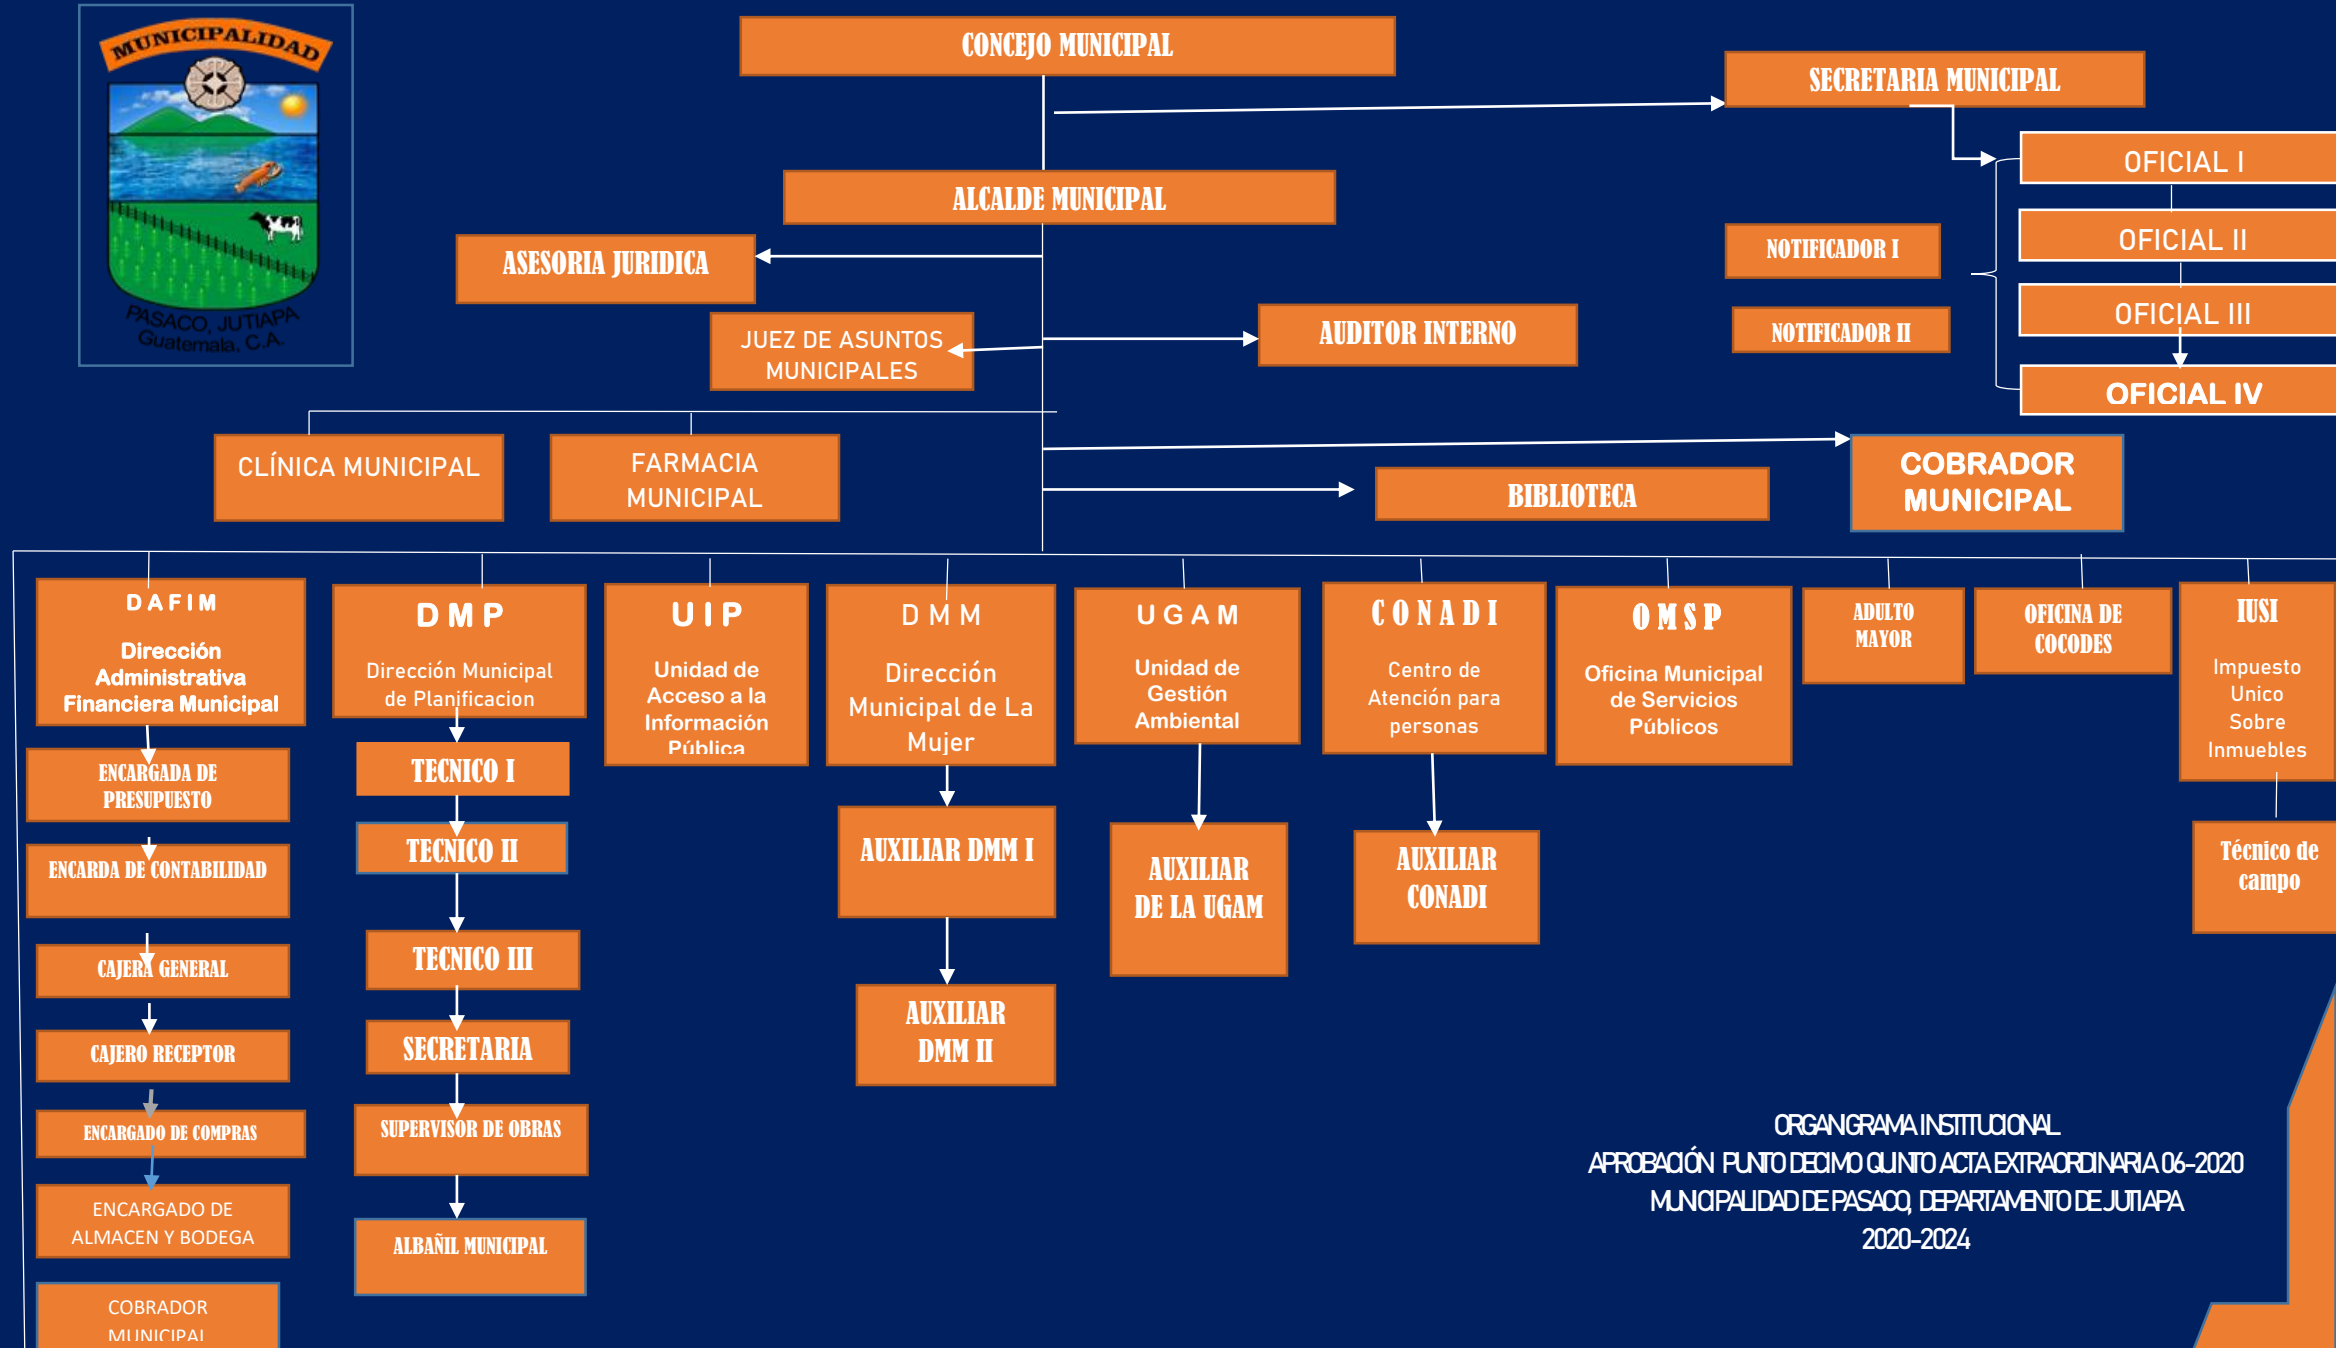 MUNICIPALIDAD
PASACO, JUTIAPA
Guatemala, C.A.
CONCEJO MUNICIPAL
SECRETARIA MUNICIPAL
OFICIAL I
OFICIAL II
OFICIAL III
OFICIAL IV
NOTIFICADOR I
NOTIFICADOR II
ALCALDE MUNICIPAL
ASESORIA JURIDICA
JUEZ DE ASUNTOS
MUNICIPALES
AUDITOR INTERNO
CLÍNICA MUNICIPAL
FARMACIA
MUNICIPAL
BIBLIOTECA
COBRADOR
MUNICIPAL
DAFIM
Dirección
Administrativa
Financiera Municipal
ENCARGADA DE
PRESUPUESTO
ENCARDA DE CONTABILIDAD
CAJERA GENERAL
CAJERO RECEPTOR
ENCARGADO DE COMPRAS
ENCARGADO DE
ALMACEN Y BODEGA
COBRADOR
MUNICIPAL
DMP
Dirección Municipal
de Planificacion
TECNICO I
TECNICO II
TECNICO III
SECRETARIA
SUPERVISOR DE OBRAS
ALBAÑIL MUNICIPAL
UIP
Unidad de
Acceso a la
Información
Pública
DMM
Dirección
Municipal de La
Mujer
AUXILIAR DMM I
AUXILIAR
DMM II
UGAM
Unidad de
Gestión
Ambiental
AUXILIAR
DE LA UGAM
CONADI
Centro de
Atención para
personas
AUXILIAR
CONADI
OMSP
Oficina Municipal
de Servicios
Públicos
ADULTO
MAYOR
OFICINA DE
COCODES
IUSI
Impuesto
Unico
Sobre
Inmuebles
Técnico de
campo
ORGANIGRAMA INSTITUCIONAL
APROBACIÓN PUNTO DECIMO QUINTO ACTA EXTRAORDINARIA 06-2020
MUNICIPALIDAD DE PASACO, DEPARTAMENTO DE JUTIAPA
2020-2024